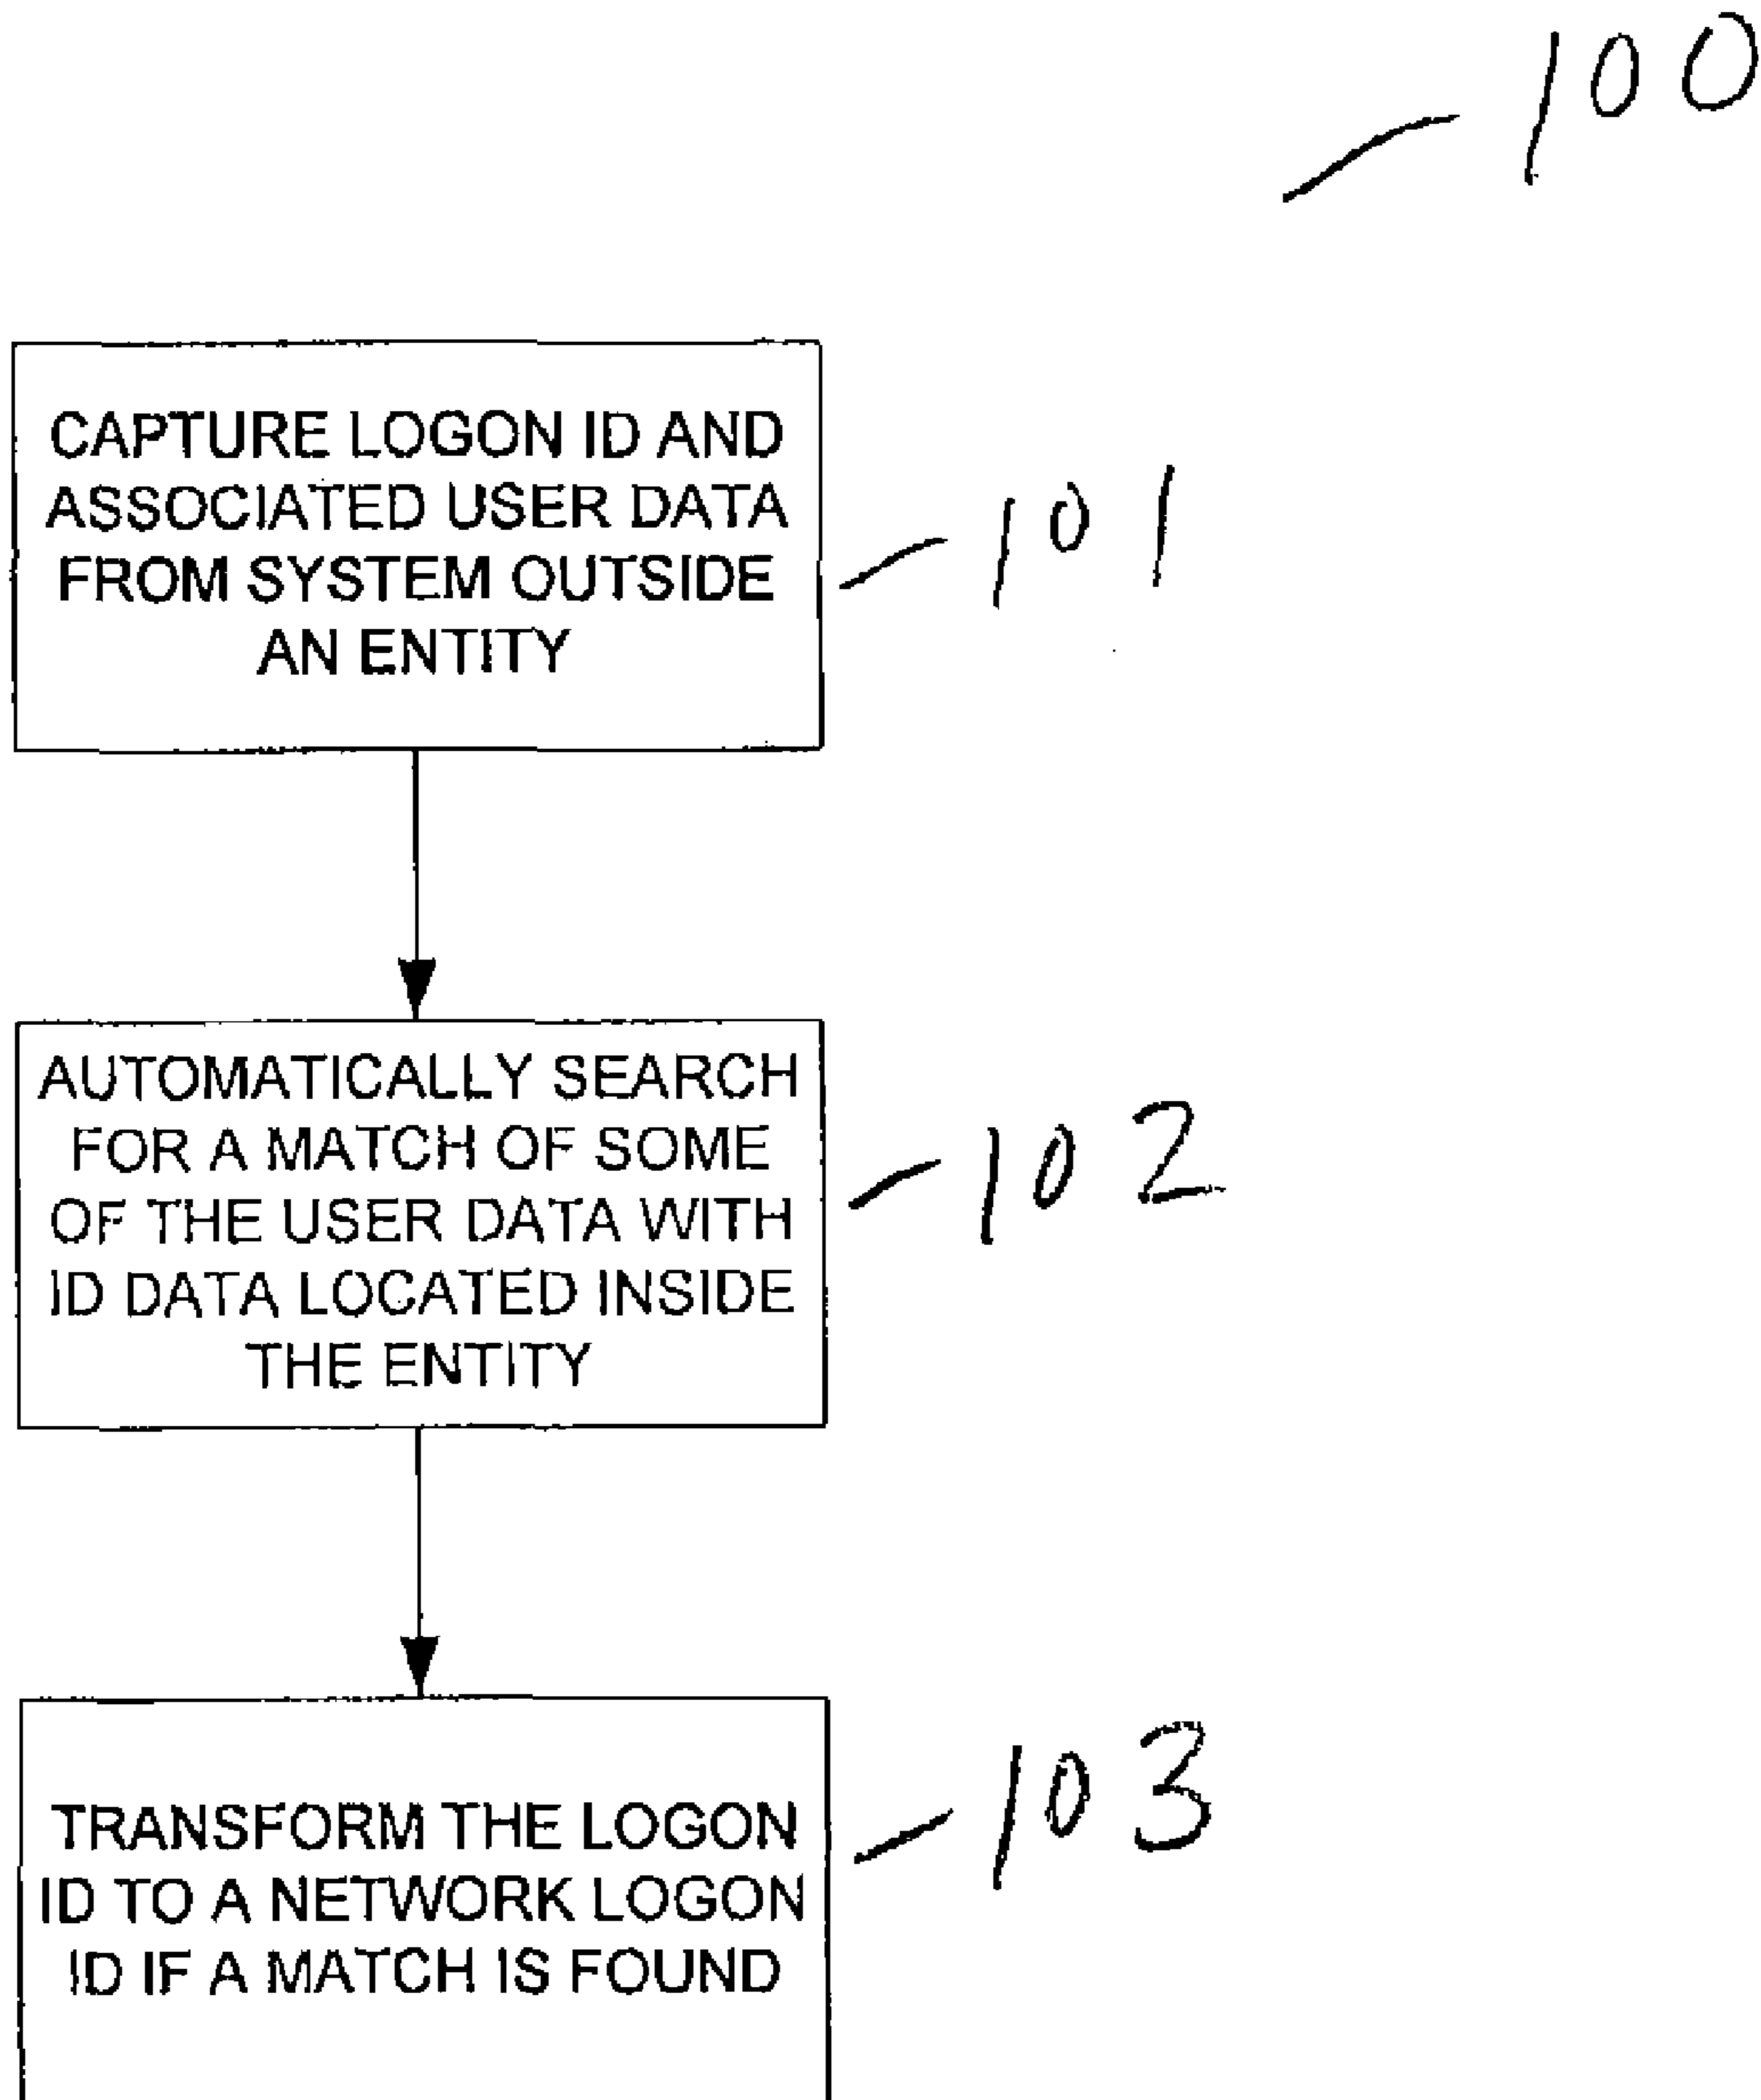 100
CAPTURE LOGON ID AND
ASSOCIATED USER DATA
FROM SYSTEM OUTSIDE
AN ENTITY
101
AUTOMATICALLY SEARCH
FOR A MATCH OF SOME
OF THE USER DATA WITH
ID DATA LOCATED INSIDE
THE ENTITY
102
TRANSFORM THE LOGON
ID TO A NETWORK LOGON
ID IF A MATCH IS FOUND
103